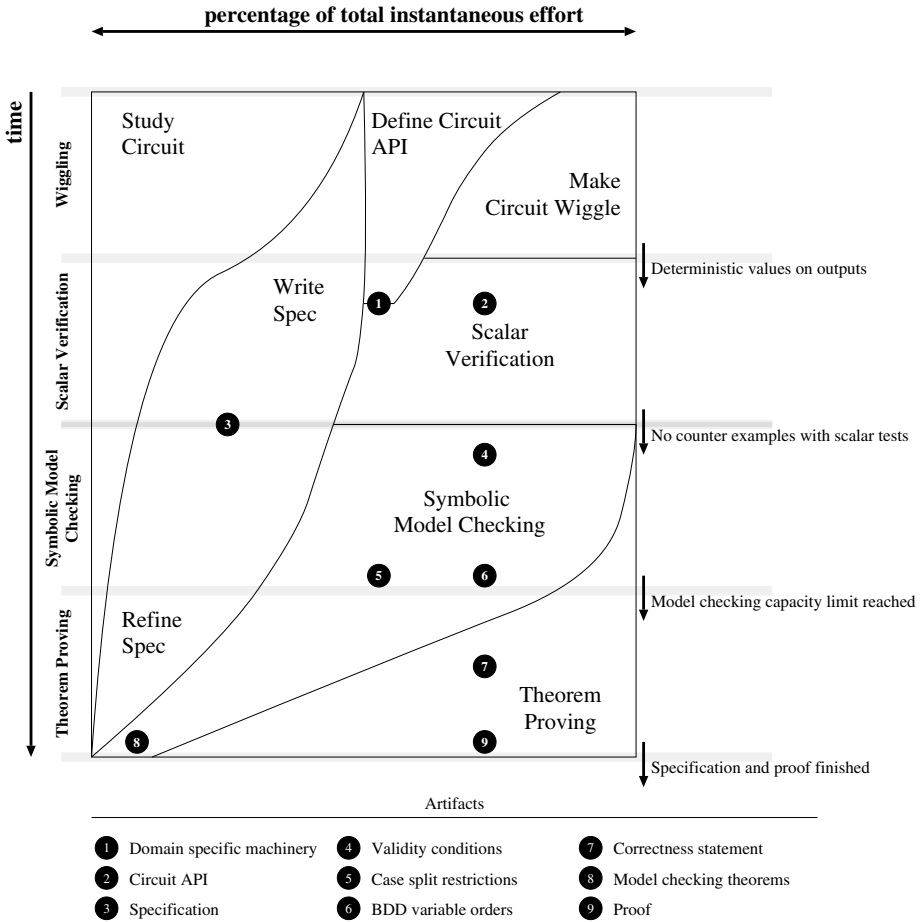 percentage of total instantaneous effort
time
Wiggling
Scalar Verification
Symbolic Model
Checking
Theorem Proving
Study
Circuit
Define Circuit
API
Make
Circuit Wiggle
Deterministic values on outputs
Write
Spec
1
2
Scalar
Verification
3
No counter examples with scalar tests
4
Symbolic
Model Checking
5
6
Model checking capacity limit reached
Refine
Spec
7
Theorem
Proving
8
9
Specification and proof finished
Artifacts
1 Domain specific machinery
2 Circuit API
3 Specification
4 Validity conditions
5 Case split restrictions
6 BDD variable orders
7 Correctness statement
8 Model checking theorems
9 Proof